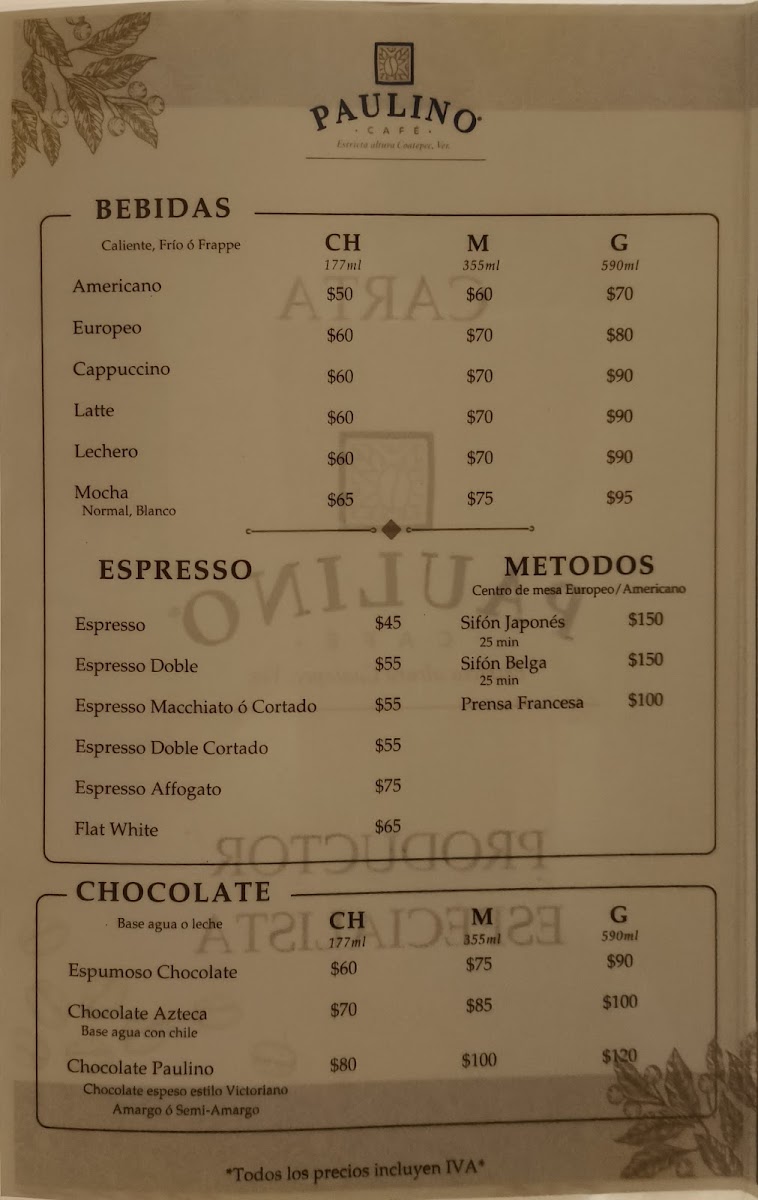 PAULINO
· CAFÉ ·
Estricta altura Coatepec, Ver.
BEBIDAS
Caliente, Frío ó Frappe CH M G
177ml 355ml 590ml
Americano $50 $60 $70
Europeo $60 $70 $80
Cappuccino $60 $70 $90
Latte $60 $70 $90
Lechero $60 $70 $90
Mocha $65 $75 $95
Normal, Blanco
ESPRESSO
Espresso $45
Espresso Doble $55
Espresso Macchiato ó Cortado $55
Espresso Doble Cortado $55
Espresso Affogato $75
Flat White $65
METODOS
Centro de mesa Europeo/Americano
Sifón Japonés $150
25 min
Sifón Belga $150
25 min
Prensa Francesa $100
CHOCOLATE
Base agua o leche CH M G
177ml 355ml 590ml
Espumoso Chocolate $60 $75 $90
Chocolate Azteca $70 $85 $100
Base agua con chile
Chocolate Paulino $80 $100 $120
Chocolate espeso estilo Victoriano
Amargo ó Semi-Amargo
*Todos los precios incluyen IVA*
CARTA
PAULINO
CAFÉ
PRODUCTOR
ESPECIALISTA